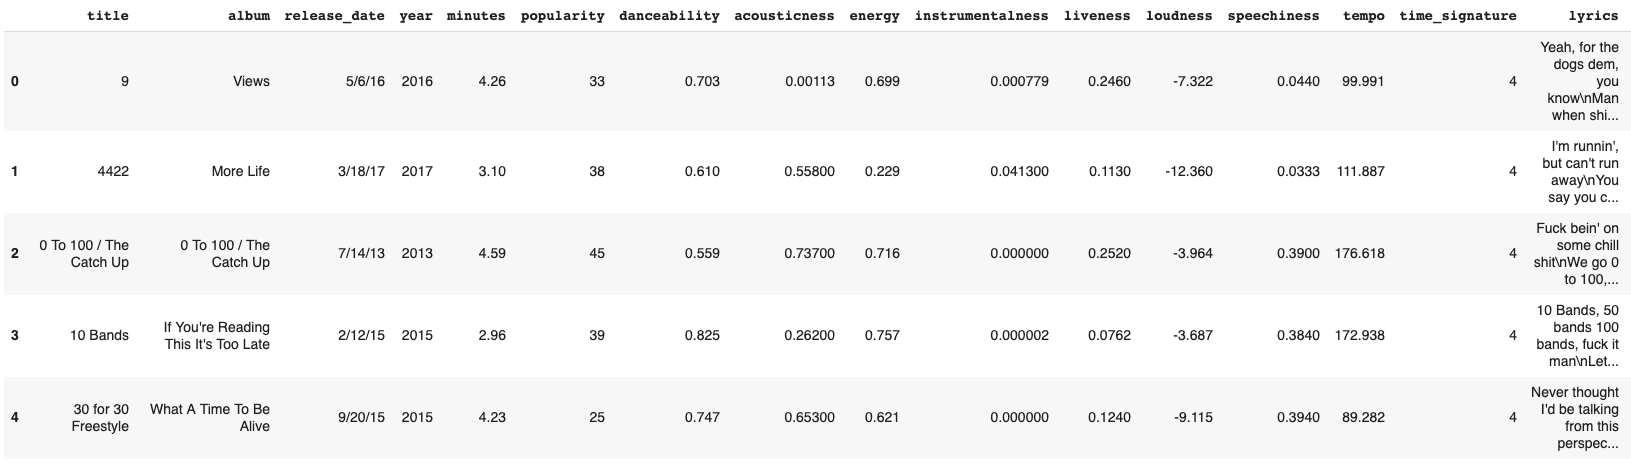 title album release_date year minutes popularity danceability acousticness energy instrumentalness liveness loudness speechiness tempo time_signature lyrics
0 9 Views 5/6/16 2016 4.26 33 0.703 0.00113 0.699 0.000779 0.2460 -7.322 0.0440 99.991 4 Yeah, for the
dogs dem,
you
know\nMan
when shi...
1 4422 More Life 3/18/17 2017 3.10 38 0.610 0.55800 0.229 0.041300 0.1130 -12.360 0.0333 111.887 4 I'm runnin',
but can't run
away\nYou
say you c...
2 0 To 100 / The
Catch Up 0 To 100 / The
Catch Up 7/14/13 2013 4.59 45 0.559 0.73700 0.716 0.000000 0.2520 -3.964 0.3900 176.618 4 Fuck bein' on
some chill
shit\nWe go 0
to 100,...
3 10 Bands If You're Reading
This It's Too Late 2/12/15 2015 2.96 39 0.825 0.26200 0.757 0.000002 0.0762 -3.687 0.3840 172.938 4 10 Bands, 50
bands 100
bands, fuck it
man\nLet...
4 30 for 30
Freestyle What A Time To Be
Alive 9/20/15 2015 4.23 25 0.747 0.65300 0.621 0.000000 0.1240 -9.115 0.3940 89.282 4 Never thought
I'd be talking
from this
perspec...